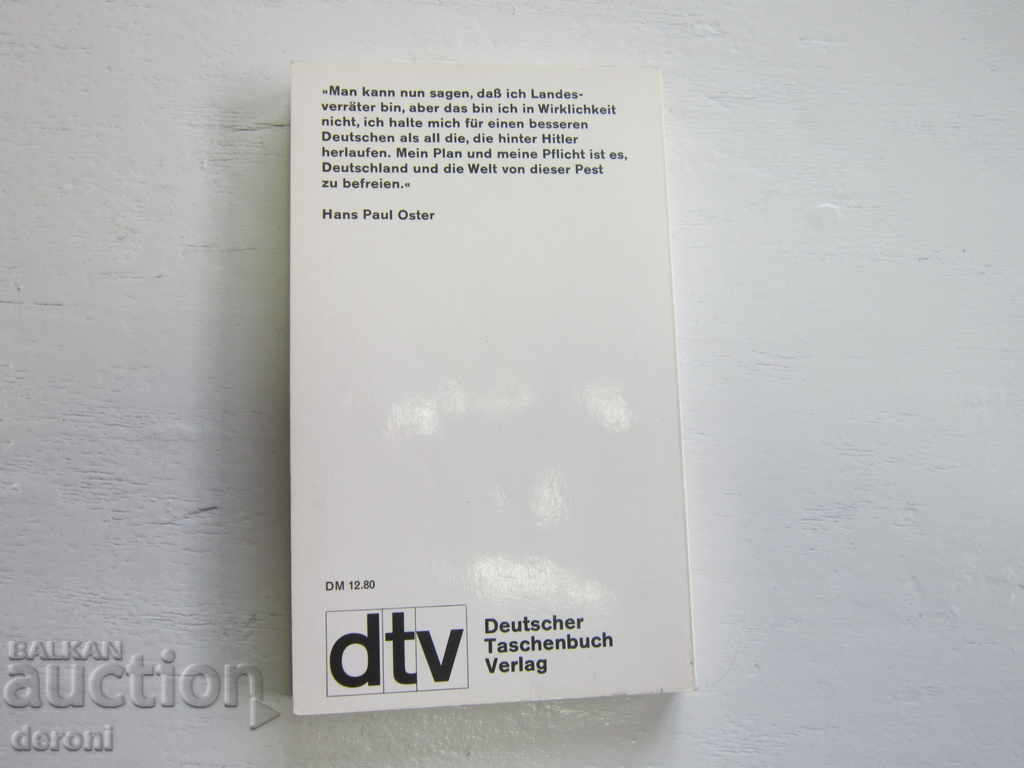 »Man kann nun sagen, daß ich Landes-
verräter bin, aber das bin ich in Wirklichkeit
nicht, ich halte mich für einen besseren
Deutschen als all die, die hinter Hitler
herlaufen. Mein Plan und meine Pflicht ist es,
Deutschland und die Welt von dieser Pest
zu befreien.«
Hans Paul Oster
DM 12.80
dtv
Deutscher
Taschenbuch
Verlag
BALKAN
auction
deroni